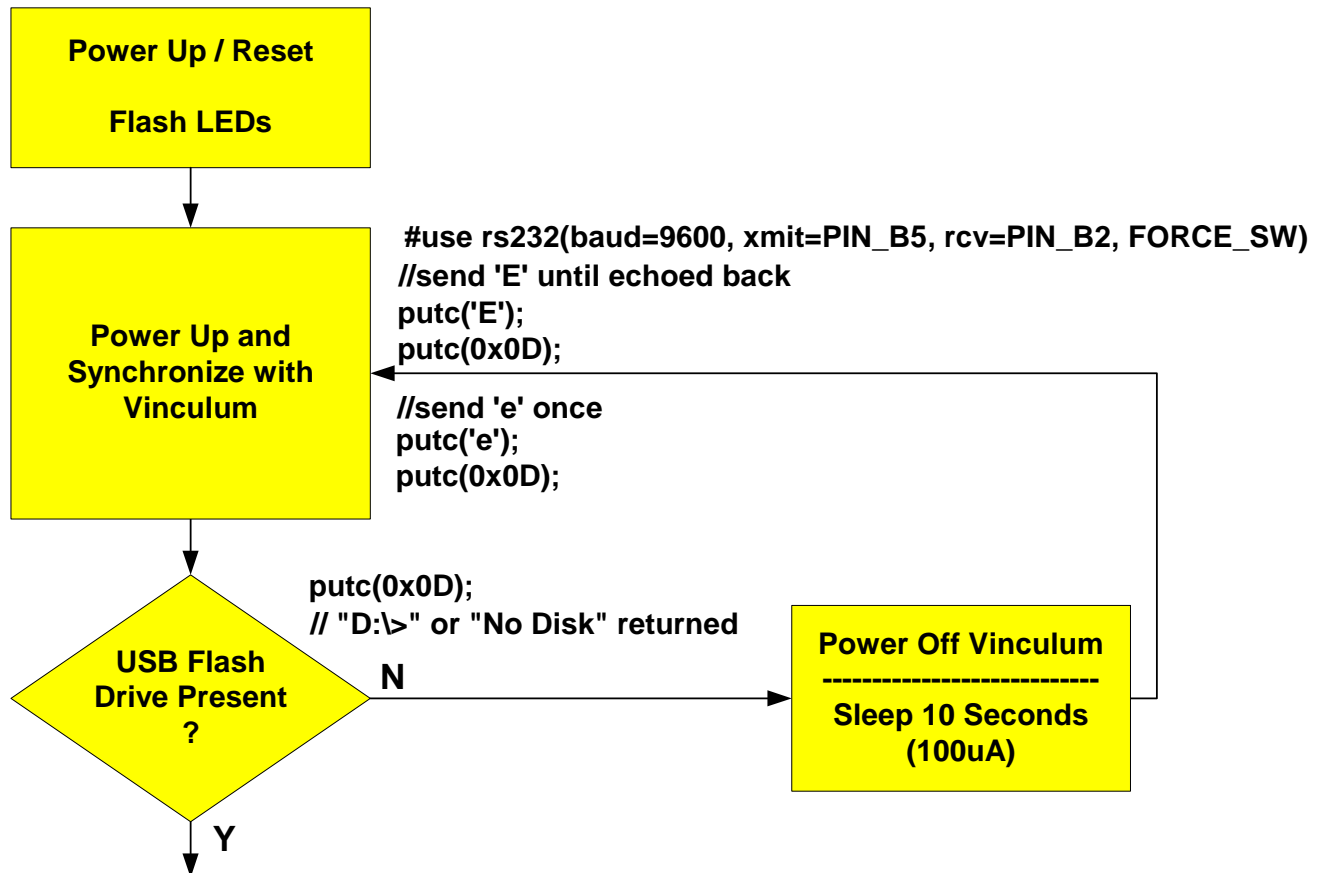 Power Up / Reset
Flash LEDs
#use rs232(baud=9600, xmit=PIN_B5, rcv=PIN_B2, FORCE_SW)
//send 'E' until echoed back
putc('E');
putc(0x0D);
Power Up and
Synchronize with
Vinculum
//send 'e' once
putc('e');
putc(0x0D);
putc(0x0D);
// "D:\>" or "No Disk" returned
USB Flash
Drive Present
?
N
Power Off Vinculum
----------------------------
Sleep 10 Seconds
(100uA)
Y